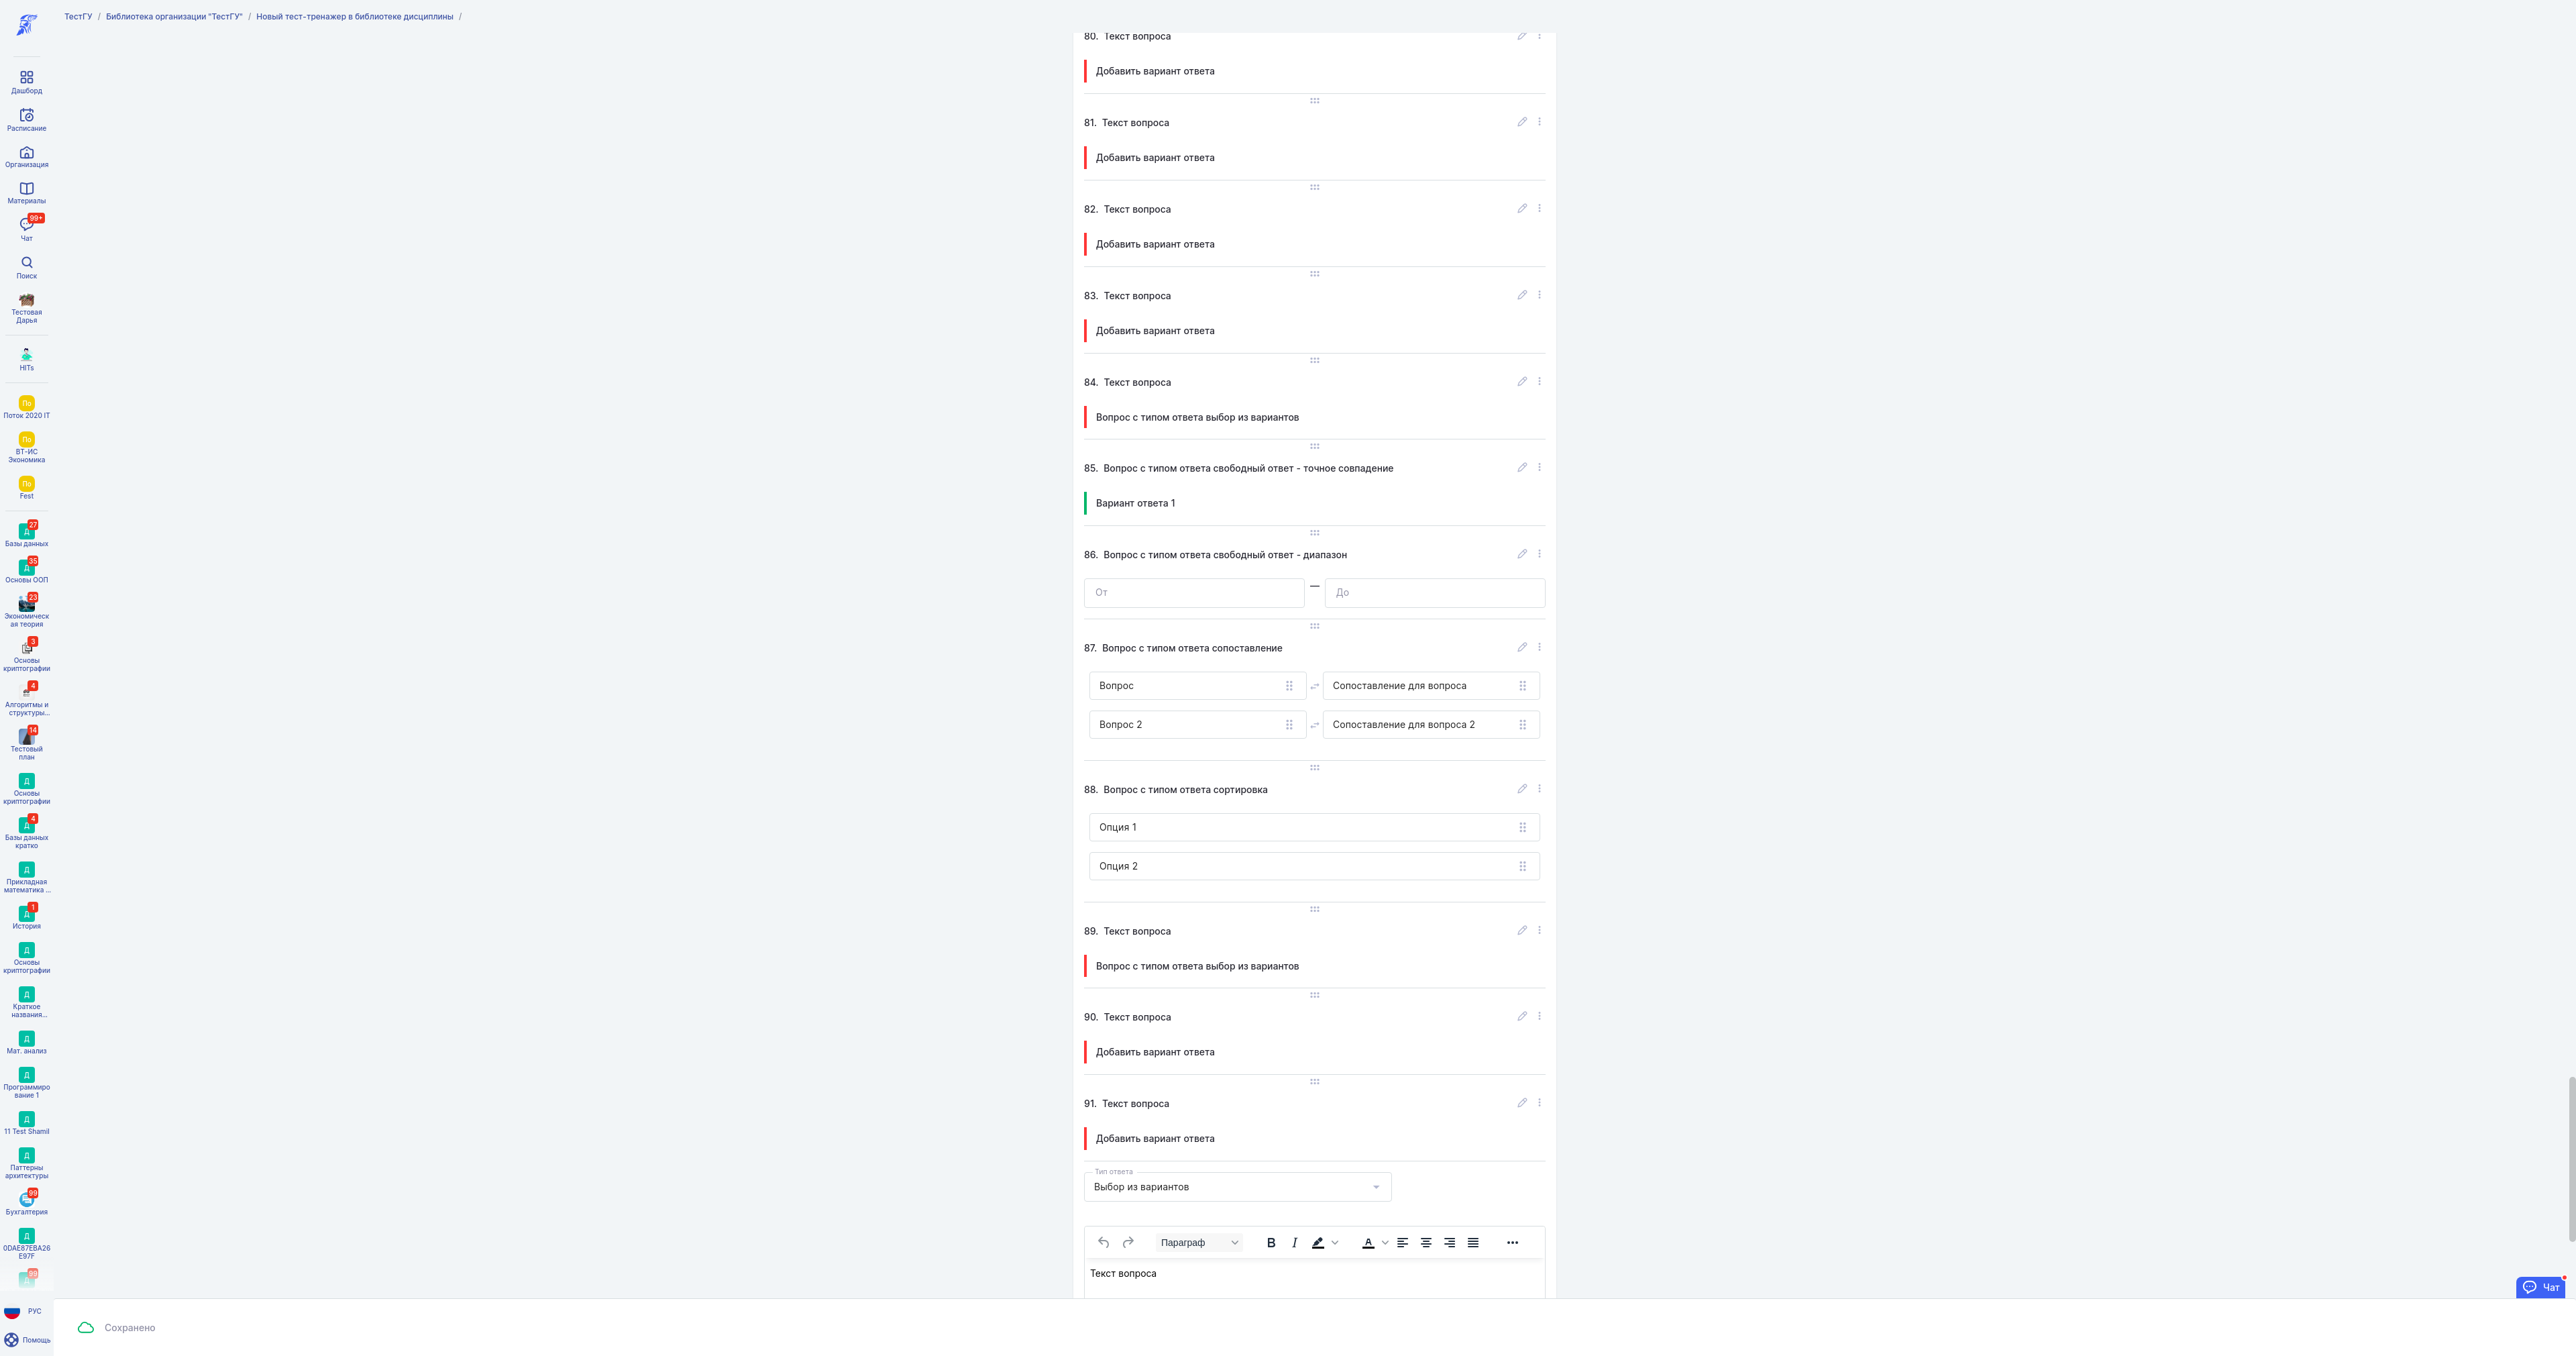 ТестГУ / Библиотека организации "ТестГУ" / Новый тест-тренажер в библиотеке дисциплины /
Дашборд
Расписание
Организация
Материалы
99+
Чат
Поиск
Тестовая
Дарья
HITs
По
Поток 2020 IT
По
ВТ-ИС
Экономика
По
Fest
27
Д
Базы данных
35
Д
Основы ООП
23
Экономическ
ая теория
3
Основы
криптографии
4
Алгоритмы и
структуры...
14
Тестовый
план
Д
Основы
криптографии
4
Д
Базы данных
кратко
Д
Прикладная
математика ...
1
Д
История
Д
Основы
криптографии
Д
Краткое
названия...
Д
Мат. анализ
Д
Программиро
вание 1
Д
11 Test Shamil
Д
Паттерны
архитектуры
99
Бухгалтерия
Д
0DAE87EBA26
E97F
99
Д
РУС
Помощь
80. Текст вопроса
Добавить вариант ответа
81. Текст вопроса
Добавить вариант ответа
82. Текст вопроса
Добавить вариант ответа
83. Текст вопроса
Добавить вариант ответа
84. Текст вопроса
Вопрос с типом ответа выбор из вариантов
85. Вопрос с типом ответа свободный ответ - точное совпадение
Вариант ответа 1
86. Вопрос с типом ответа свободный ответ - диапазон
От — До
87. Вопрос с типом ответа сопоставление
Вопрос Сопоставление для вопроса
Вопрос 2 Сопоставление для вопроса 2
88. Вопрос с типом ответа сортировка
Опция 1
Опция 2
89. Текст вопроса
Вопрос с типом ответа выбор из вариантов
90. Текст вопроса
Добавить вариант ответа
91. Текст вопроса
Добавить вариант ответа
Тип ответа
Выбор из вариантов
Параграф B I A
Текст вопроса
Чат
Сохранено